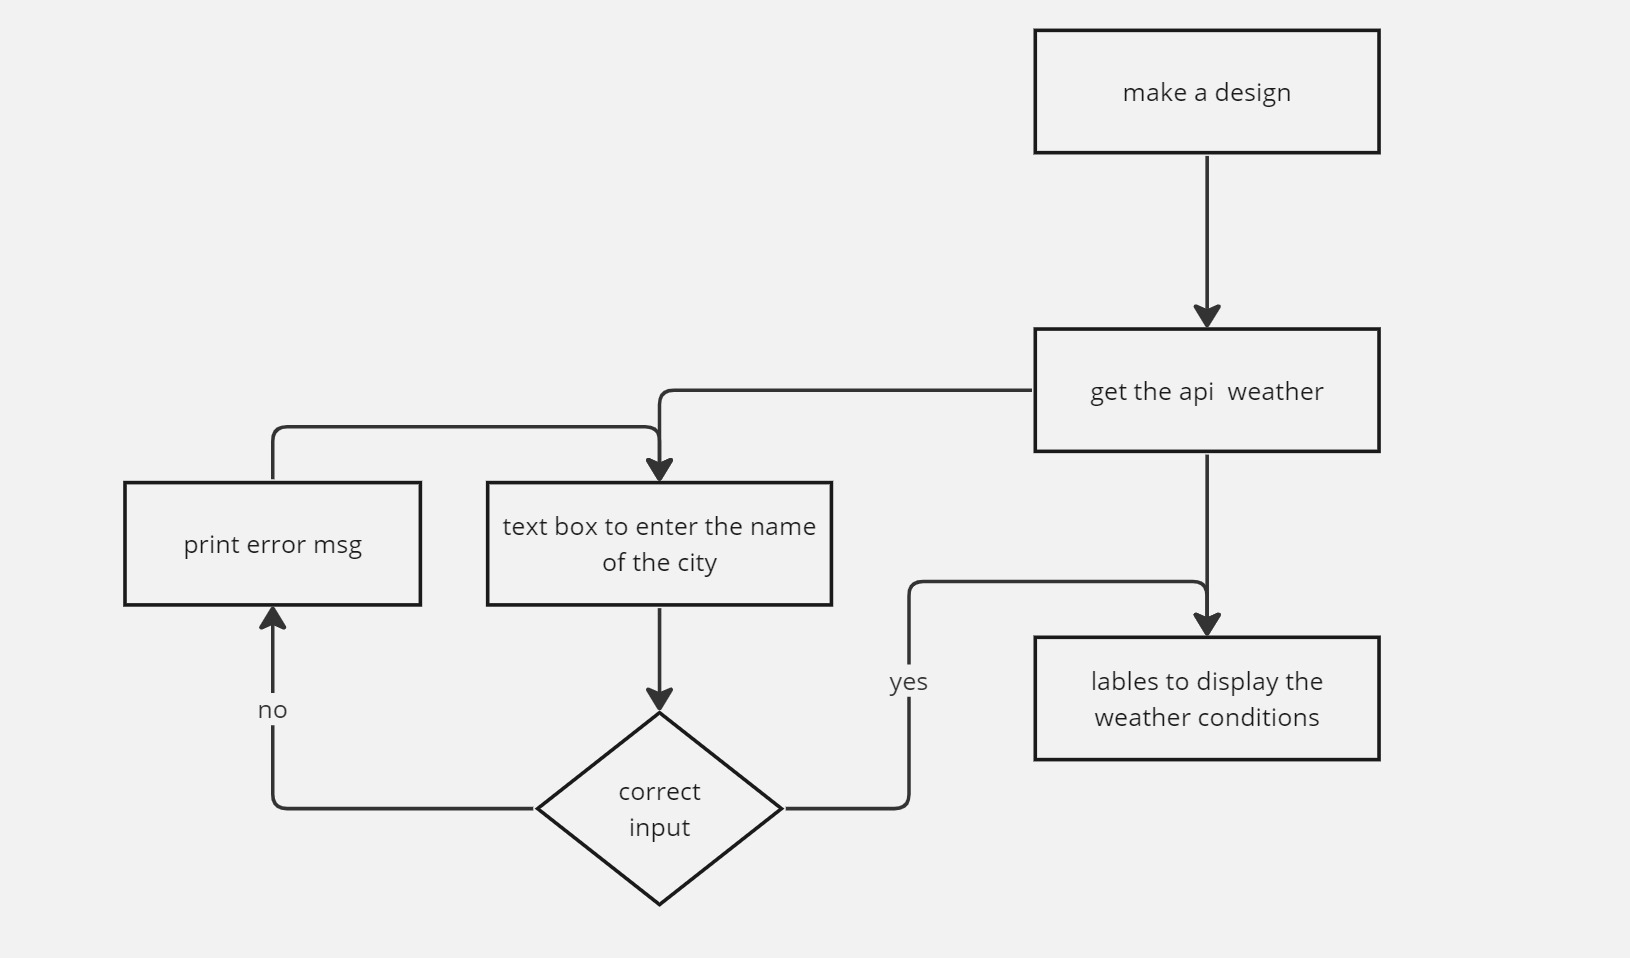 make a design
get the api  weather
print error msg
text box to enter the name
of the city
yes
lables to display the
weather conditions
no
correct
input